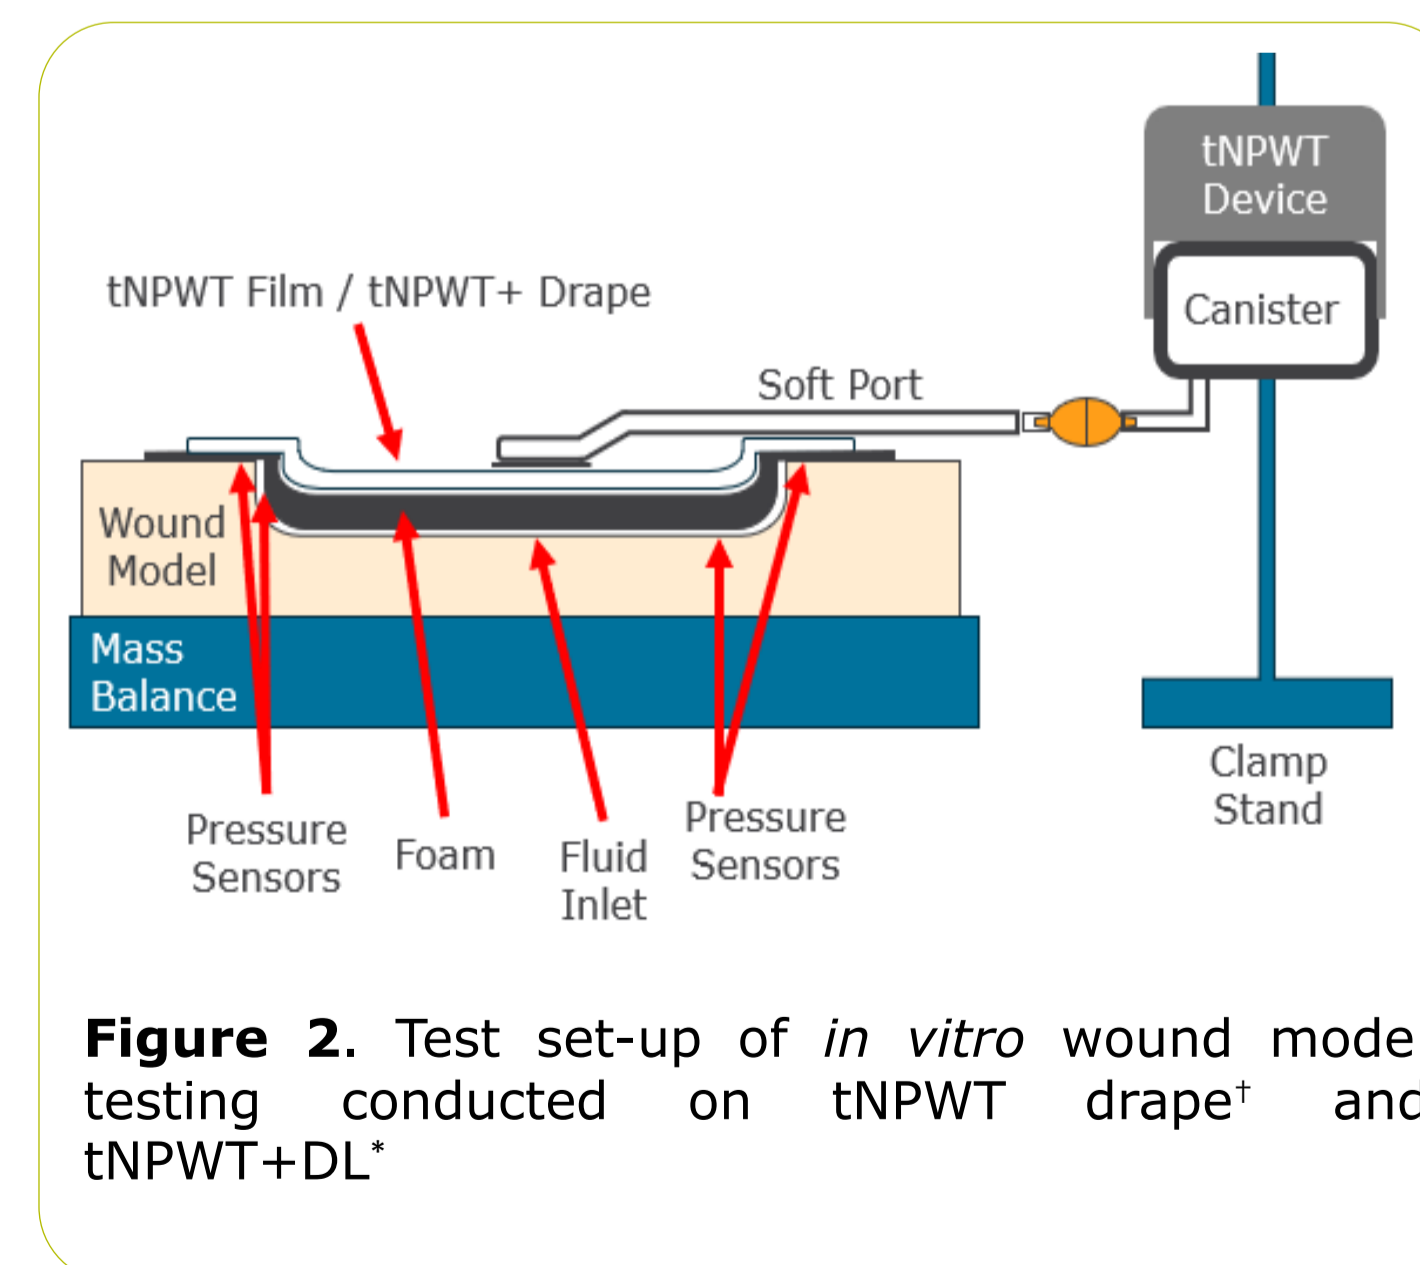 tNPWT
Device
Canister
tNPWT Film / tNPWT+ Drape
Soft Port
Wound
Model
Mass
Balance
Pressure
Sensors
Foam
Fluid
Inlet
Pressure
Sensors
Clamp
Stand
Figure 2. Test set-up of in vitro wound mode
testing conducted on tNPWT drape† and
tNPWT+DL*